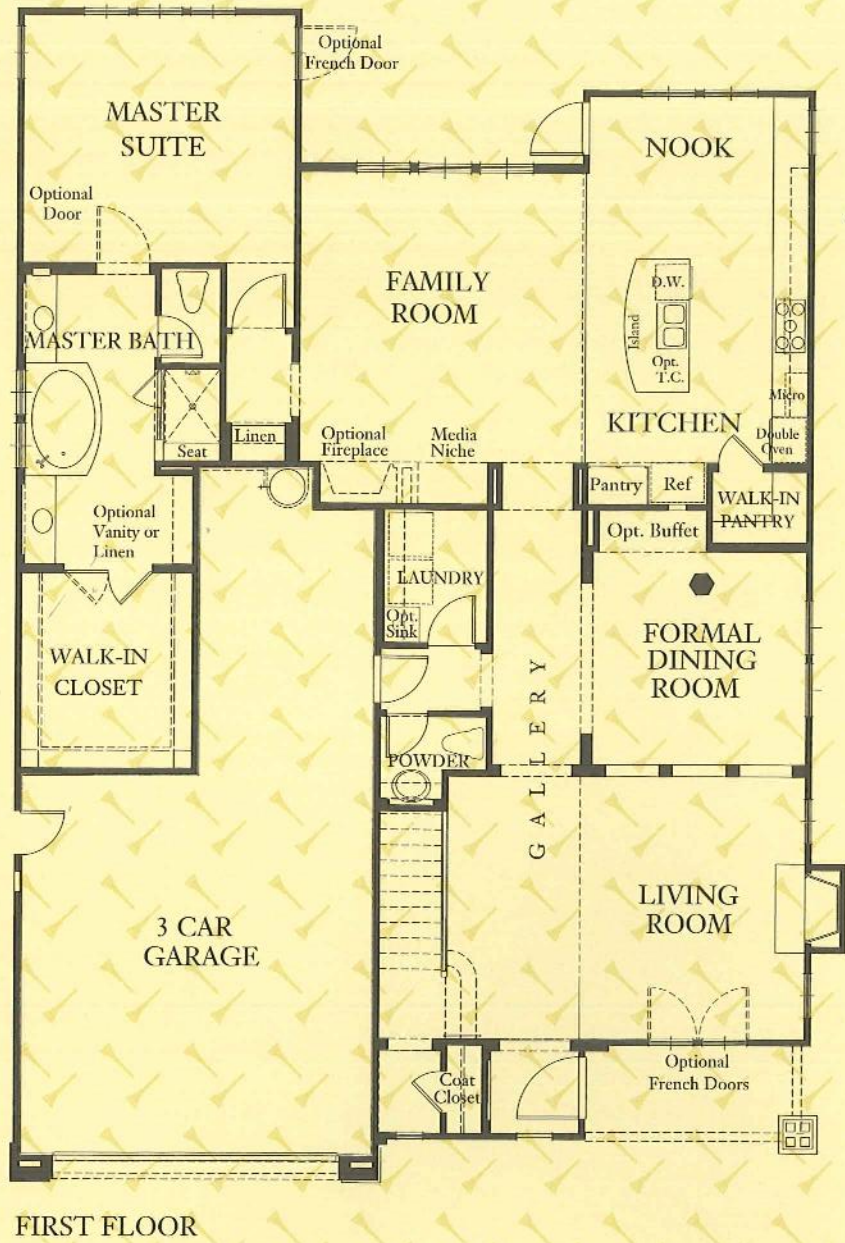 Optional
French Door
MASTER
SUITE
NOOK
Optional
Door
FAMILY
ROOM
D.W.
Island
Opt.
T.C.
MASTER BATH
Micro
KITCHEN
Double
Oven
Seat
Linen
Optional
Fireplace
Media
Niche
Pantry
Ref
WALK-IN
PANTRY
Optional
Vanity or
Linen
Opt. Buffet
LAUNDRY
Opt.
Sink
FORMAL
DINING
ROOM
WALK-IN
CLOSET
GALLERY
POWDER
LIVING
ROOM
3 CAR
GARAGE
Coat
Closet
Optional
French Doors
FIRST FLOOR